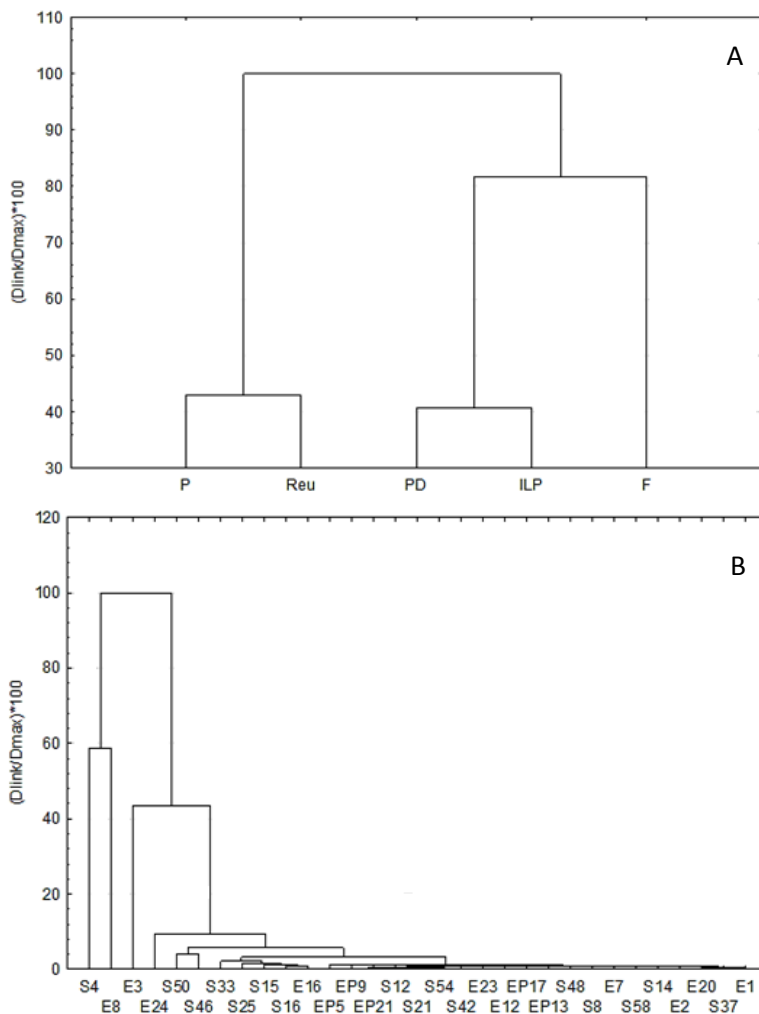 A
110
100
90
80
70
60
50
40
30
(Dlink/Dmax)*100
P Reu PD ILP F
B
120
100
80
60
40
20
0
(Dlink/Dmax)*100
S4 E3 S50 S33 S15 E16 EP9 S12 S54 E23 EP17 S48 E7 S14 E20 E1
E8 E24 S46 S25 S16 EP5 EP21 S21 S42 E12 EP13 S8 S58 E2 S37